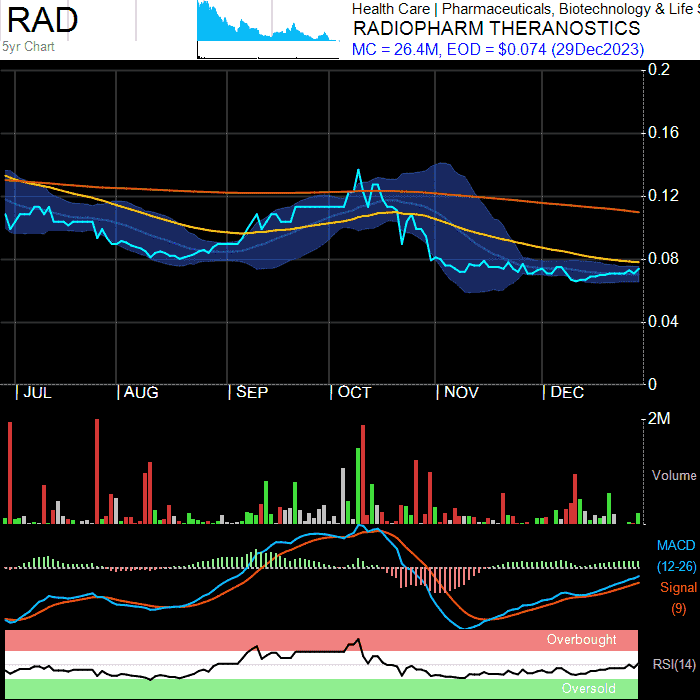 RAD
5yr Chart
Health Care | Pharmaceuticals, Biotechnology & Life S
RADIOPHARM THERANOSTICS
MC = 26.4M, EOD = $0.074 (29Dec2023)
0.2
0.16
0.12
0.08
0.04
0
JUL AUG SEP OCT NOV DEC
2M
Volume
MACD
(12-26)
Signal
(9)
Overbought
RSI(14)
Oversold